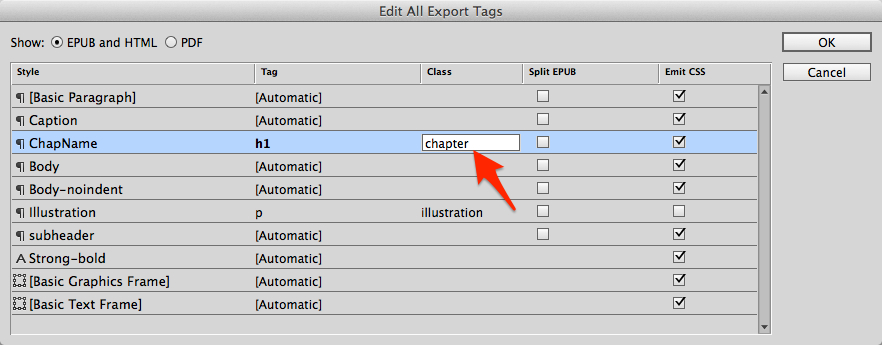 Edit All Export Tags
Show: EPUB and HTML PDF OK
Style Tag Class Split EPUB Emit CSS Cancel
¶ [Basic Paragraph] [Automatic]
¶ Caption [Automatic]
¶ ChapName h1 chapter
¶ Body [Automatic]
¶ Body-noindent [Automatic]
¶ Illustration p illustration
¶ subheader [Automatic]
A Strong-bold [Automatic]
[Basic Graphics Frame] [Automatic]
[Basic Text Frame] [Automatic]